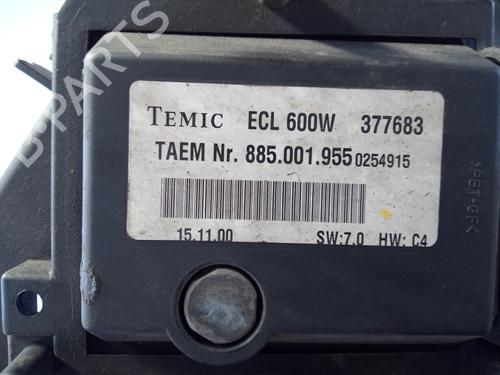 TEMIC ECL 600W 377683
TAEM Nr. 885.001.955 0254915
15.11.00 SW:7.0 HW: C4
B-PARTS